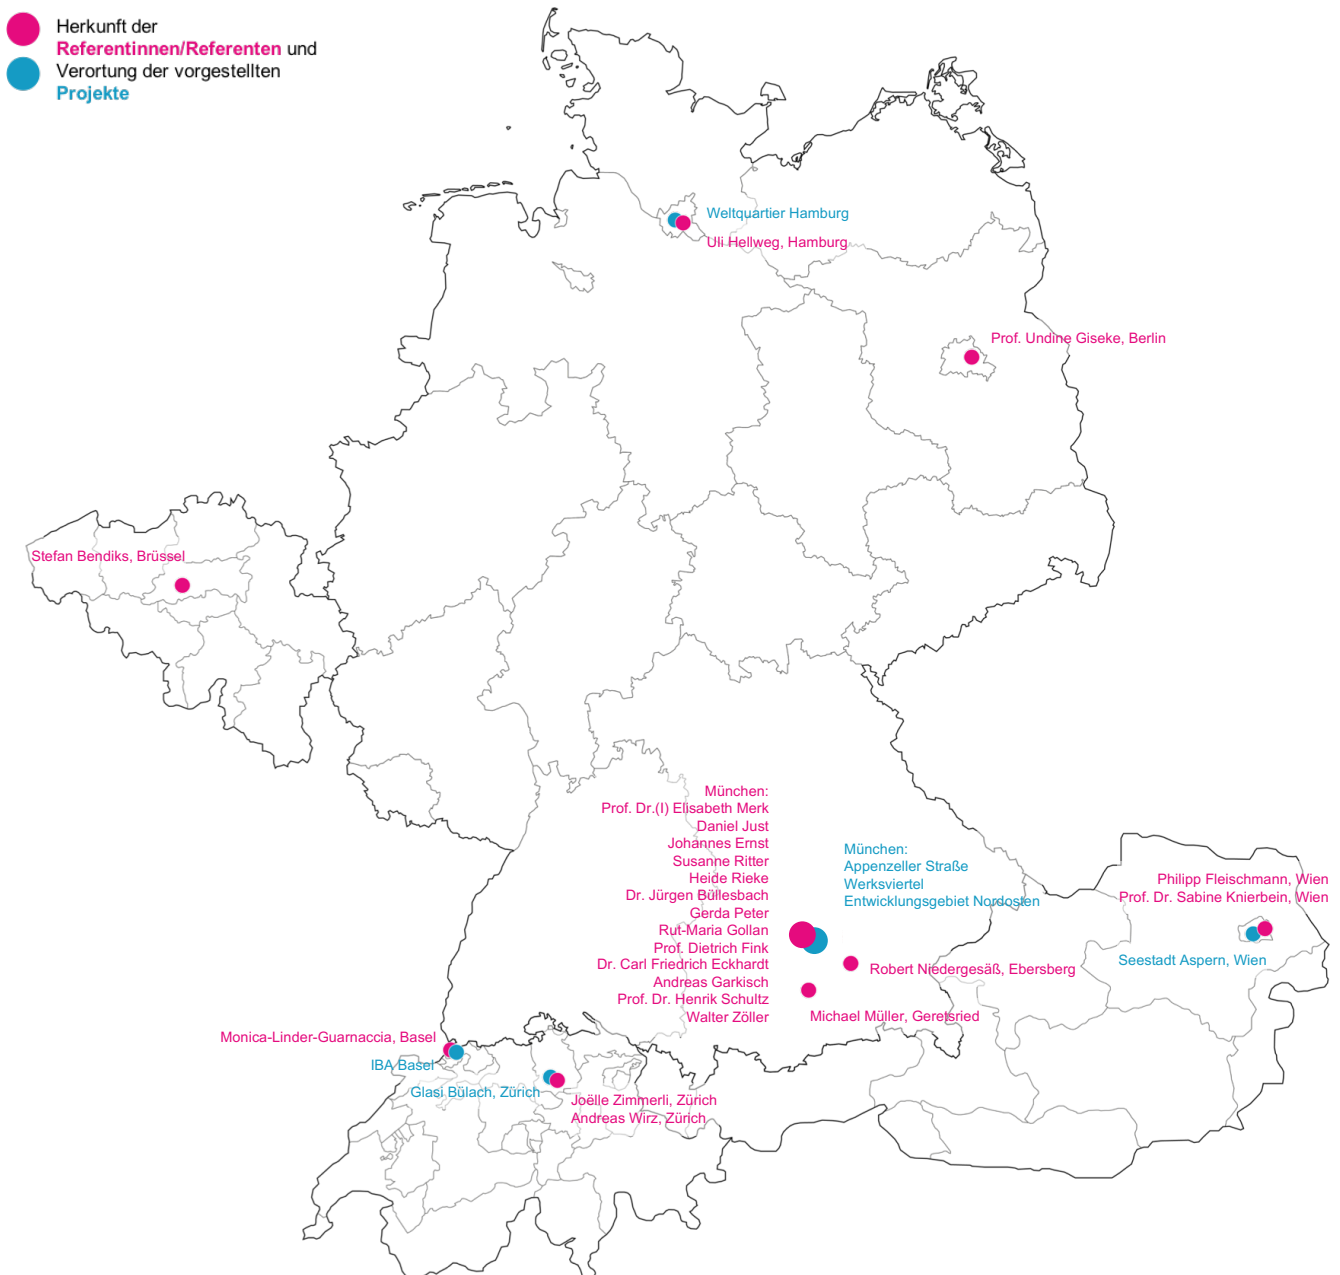 Herkunft der
Referentinnen/Referenten und
Verortung der vorgestellten
Projekte
Weltquartier Hamburg
Uli Hellweg, Hamburg
Prof. Undine Giseke, Berlin
Stefan Bendiks, Brüssel
München:
Prof. Dr.(I) Elisabeth Merk
Daniel Just
Johannes Ernst
Susanne Ritter
Heide Rieke
Dr. Jürgen Büllesbach
Gerda Peter
Rut-Maria Gollan
Prof. Dietrich Fink
Dr. Carl Friedrich Eckhardt
Andreas Garkisch
Prof. Dr. Henrik Schultz
Walter Zöller
München:
Appenzeller Straße
Werksviertel
Entwicklungsgebiet Nordosten
Philipp Fleischmann, Wien
Prof. Dr. Sabine Knierbein, Wien
Seestadt Aspern, Wien
Robert Niedergesäß, Ebersberg
Michael Müller, Geretsried
Monica-Linder-Guarnaccia, Basel
IBA Basel
Glasi Bülach, Zürich
Joëlle Zimmerli, Zürich
Andreas Wirz, Zürich